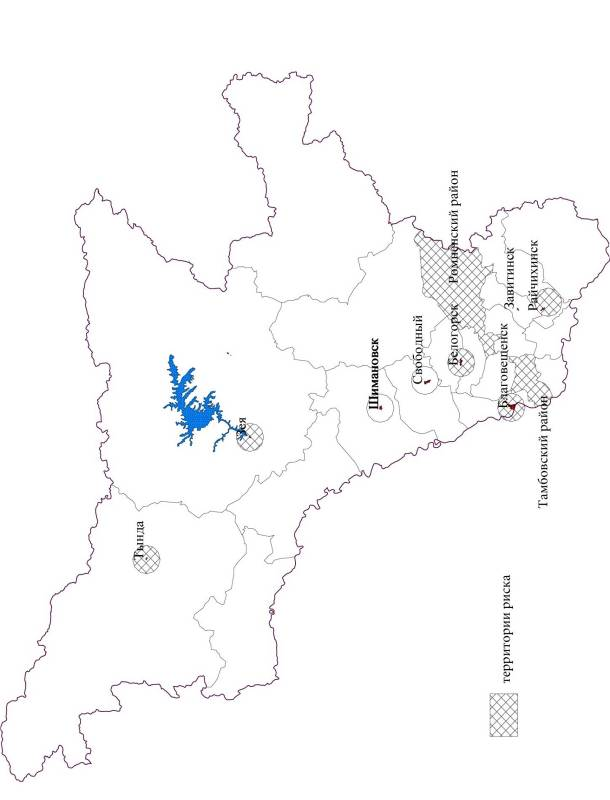 Тында
Зея
Шимановск
Свободный
Белогорск
Ромненский район
Благовещенск
Завитинск
Райчихинск
Тамбовский район
территории риска